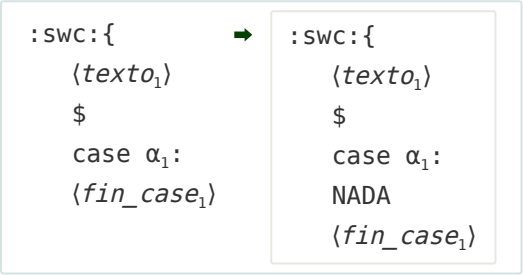 :swc:{
⟨texto₁⟩
$
case α₁:
⟨fin_case₁⟩
➡
:swc:{
⟨texto₁⟩
$
case α₁:
NADA
⟨fin_case₁⟩